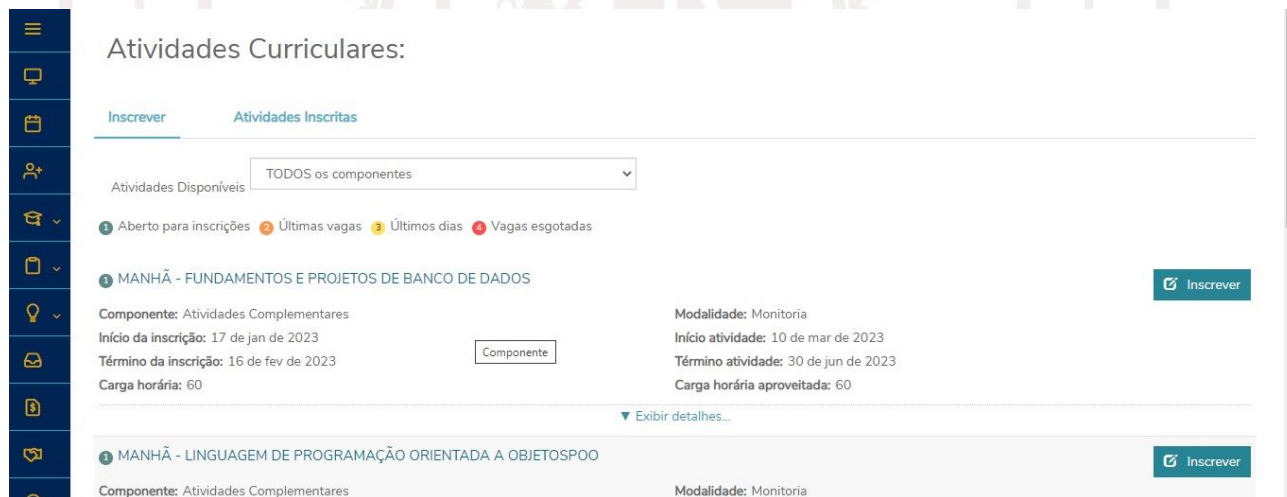 Atividades Curriculares:
Inscrever Atividades Inscritas
Atividades Disponíveis TODOS os componentes
1 Aberto para inscrições 2 Últimas vagas 3 Últimos dias 4 Vagas esgotadas
1 MANHÃ - FUNDAMENTOS E PROJETOS DE BANCO DE DADOS Inscrever
Componente: Atividades Complementares Modalidade: Monitoria
Início da inscrição: 17 de jan de 2023 Início atividade: 10 de mar de 2023
Componente
Término da inscrição: 16 de fev de 2023 Término atividade: 30 de jun de 2023
Carga horária: 60 Carga horária aproveitada: 60
▼ Exibir detalhes...
1 MANHÃ - LINGUAGEM DE PROGRAMAÇÃO ORIENTADA A OBJETOSPOO Inscrever
Componente: Atividades Complementares Modalidade: Monitoria